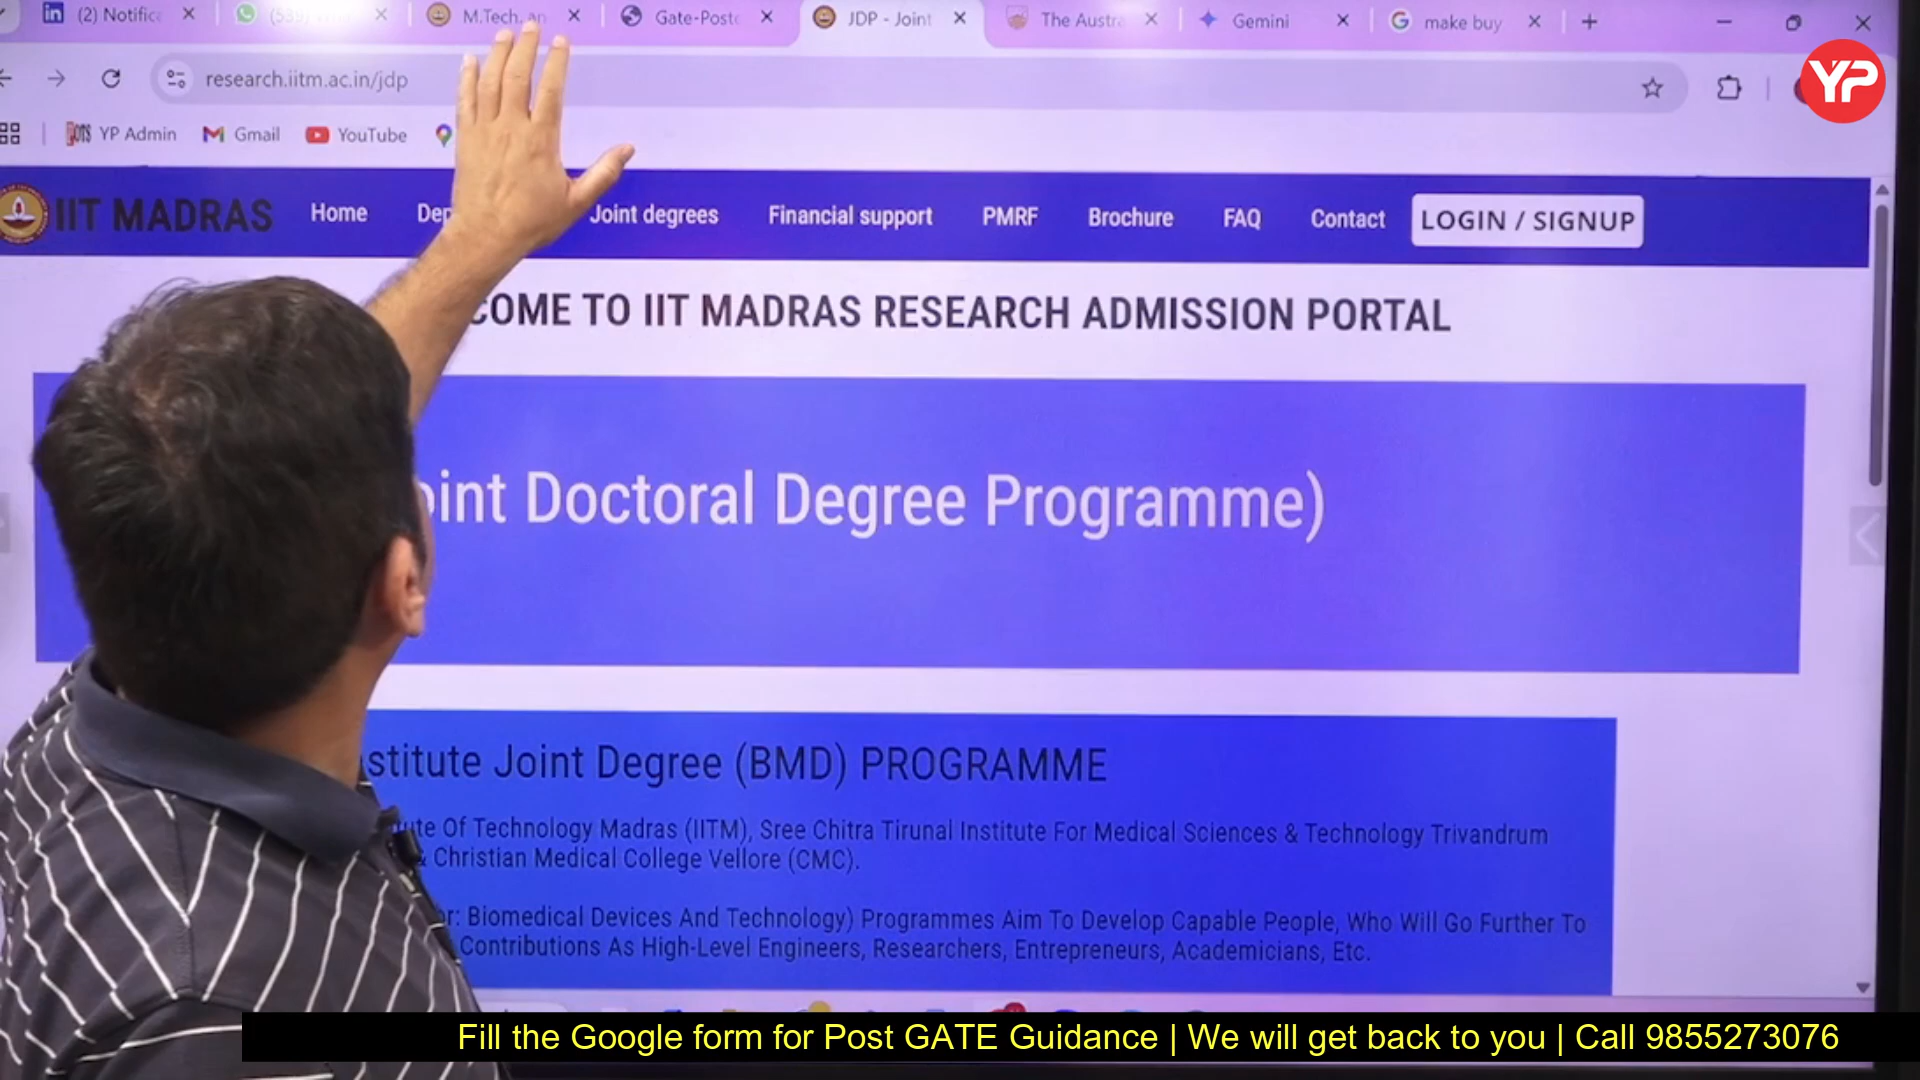 (2) Notific
M.Tech. an
Gate-Post
JDP - Joint
The Austra
Gemini
make buy
research.iitm.ac.in/jdp
YP
YP Admin
Gmail
YouTube
IIT MADRAS
Home
Dep
Joint degrees
Financial support
PMRF
Brochure
FAQ
Contact
LOGIN / SIGNUP
COME TO IIT MADRAS RESEARCH ADMISSION PORTAL
oint Doctoral Degree Programme)
stitute Joint Degree (BMD) PROGRAMME
ute Of Technology Madras (IITM), Sree Chitra Tirunal Institute For Medical Sciences & Technology Trivandrum
& Christian Medical College Vellore (CMC).
r: Biomedical Devices And Technology) Programmes Aim To Develop Capable People, Who Will Go Further To
Contributions As High-Level Engineers, Researchers, Entrepreneurs, Academicians, Etc.
Fill the Google form for Post GATE Guidance | We will get back to you | Call 9855273076